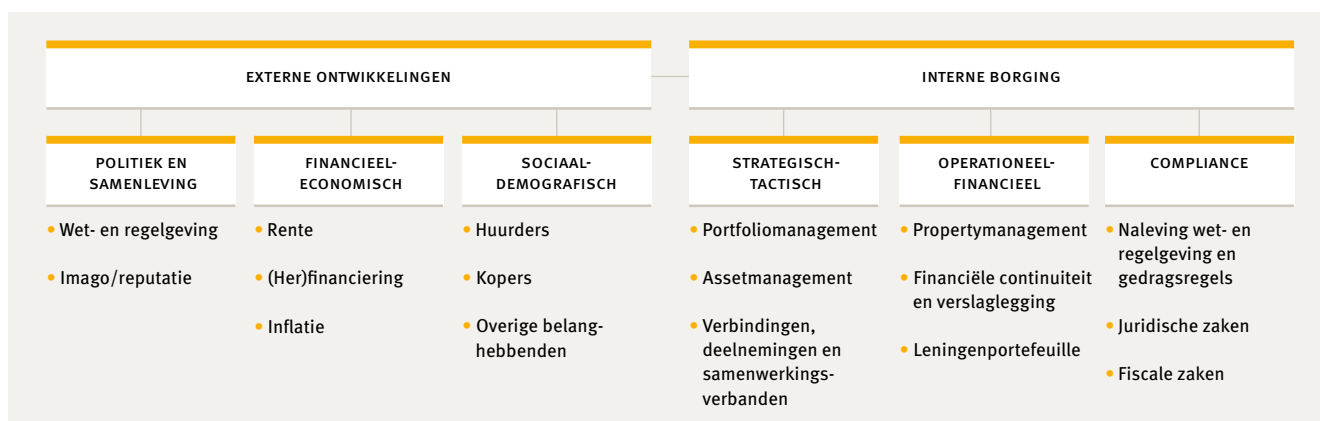 EXTERNE ONTWIKKELINGEN
INTERNE BORGING
POLITIEK EN
SAMENLEVING
• Wet- en regelgeving
• Imago/reputatie
FINANCIEEL-
ECONOMISCH
• Rente
• (Her)financiering
• Inflatie
SOCIAAL-
DEMOGRAFISCH
• Huurders
• Kopers
• Overige belang-
hebbenden
STRATEGISCH-
TACTISCH
• Portfoliomanagement
• Assetmanagement
• Verbindingen,
deelnemingen en
samenwerkings-
verbanden
OPERATIONEEL-
FINANCIEEL
• Propertymanagement
• Financiële continuiteit
en verslaglegging
• Leningenportefeuille
COMPLIANCE
• Naleving wet- en
regelgeving en
gedragsregels
• Juridische zaken
• Fiscale zaken